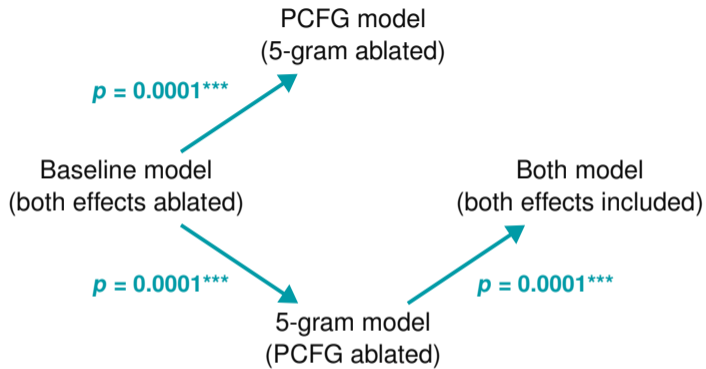 PCFG model
(5-gram ablated)
p = 0.0001***
Baseline model
(both effects ablated)
Both model
(both effects included)
p = 0.0001***
p = 0.0001***
5-gram model
(PCFG ablated)